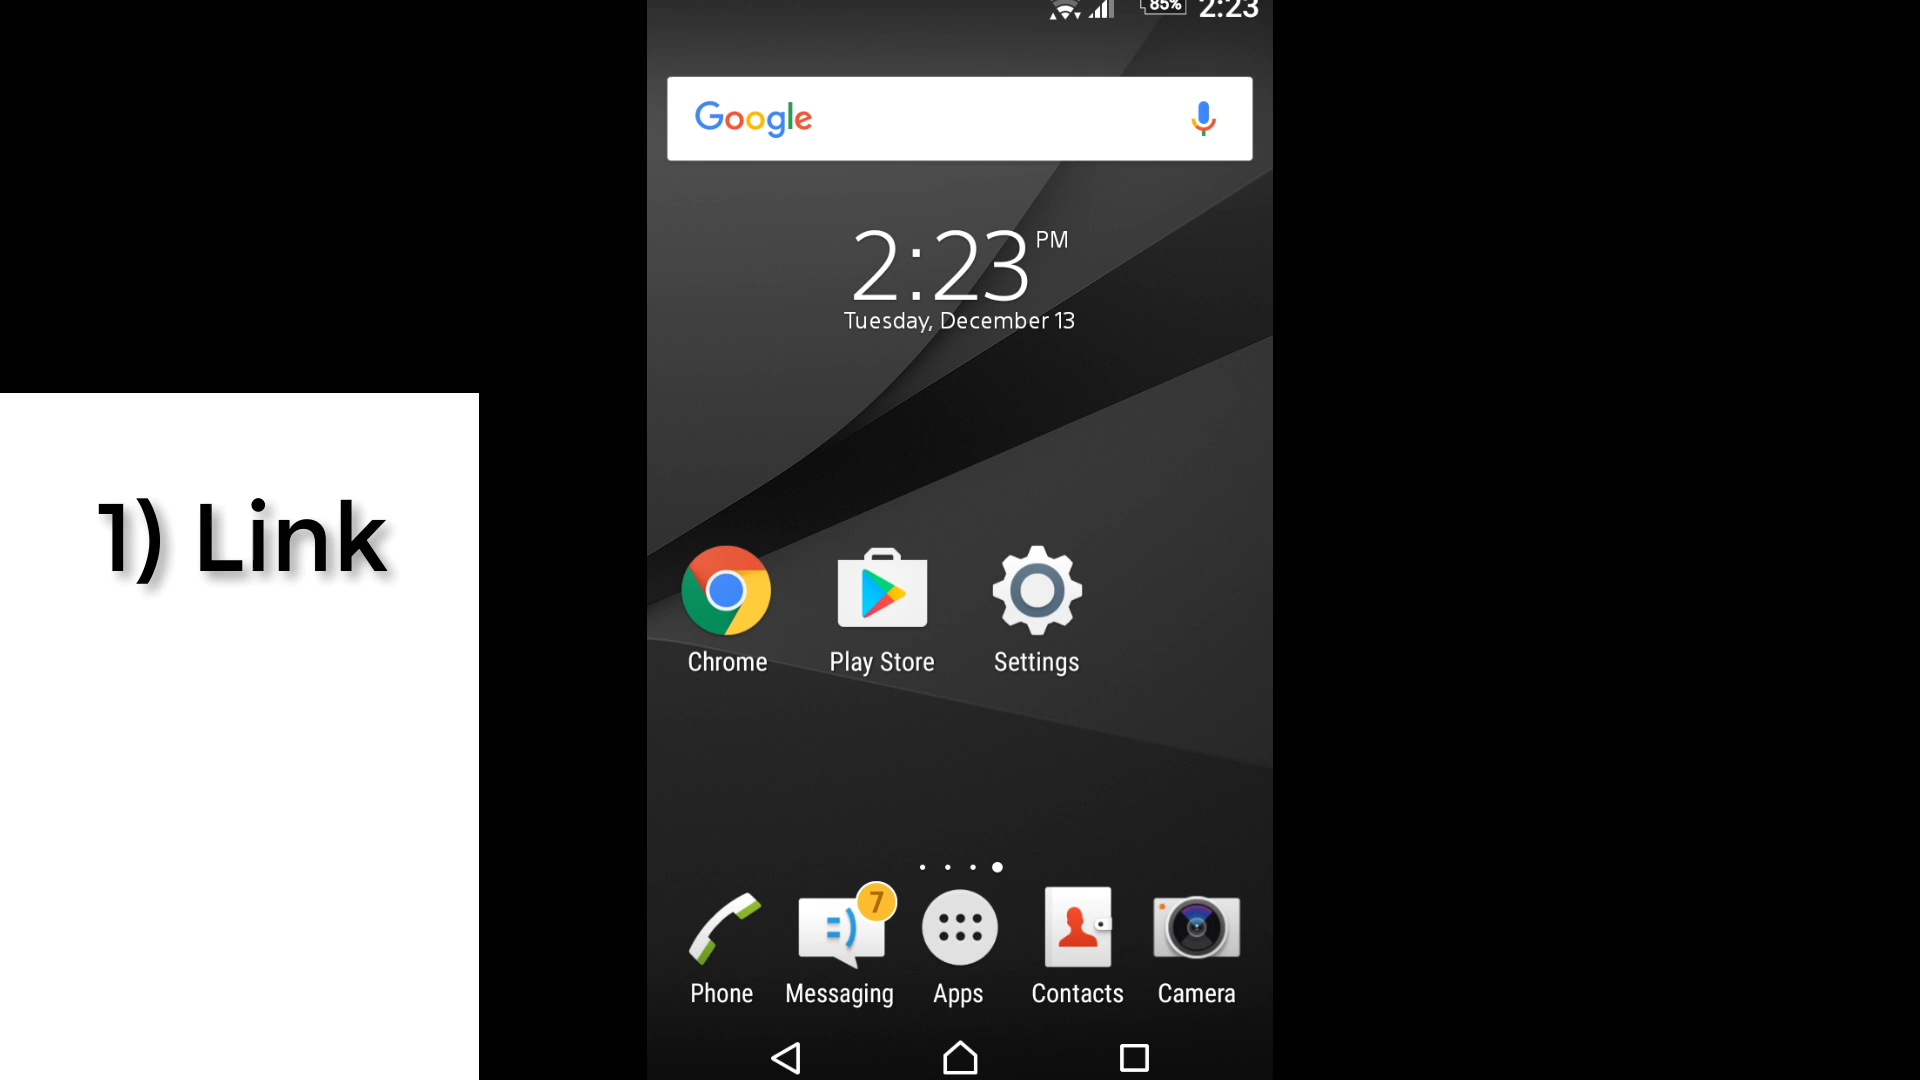 85% 2:23
Google
2:23 PM
Tuesday, December 13
1) Link
Chrome Play Store Settings
7
Phone Messaging Apps Contacts Camera